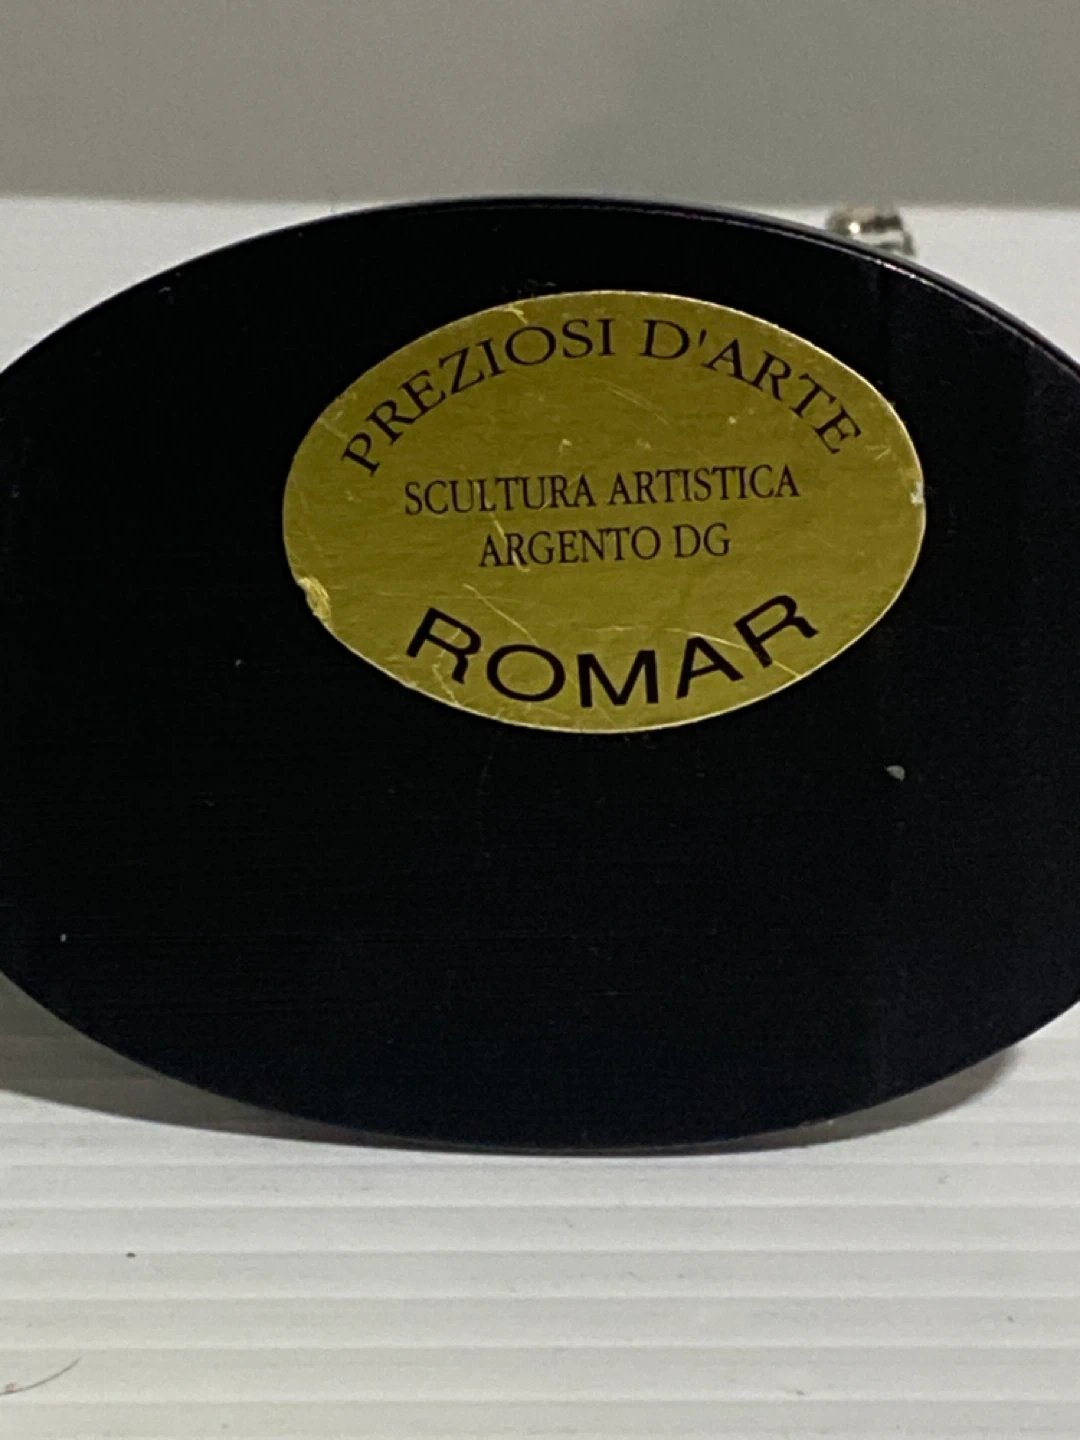 PREZIOSI D'ARTE
SCULTURA ARTISTICA
ARGENTO DG
ROMAR